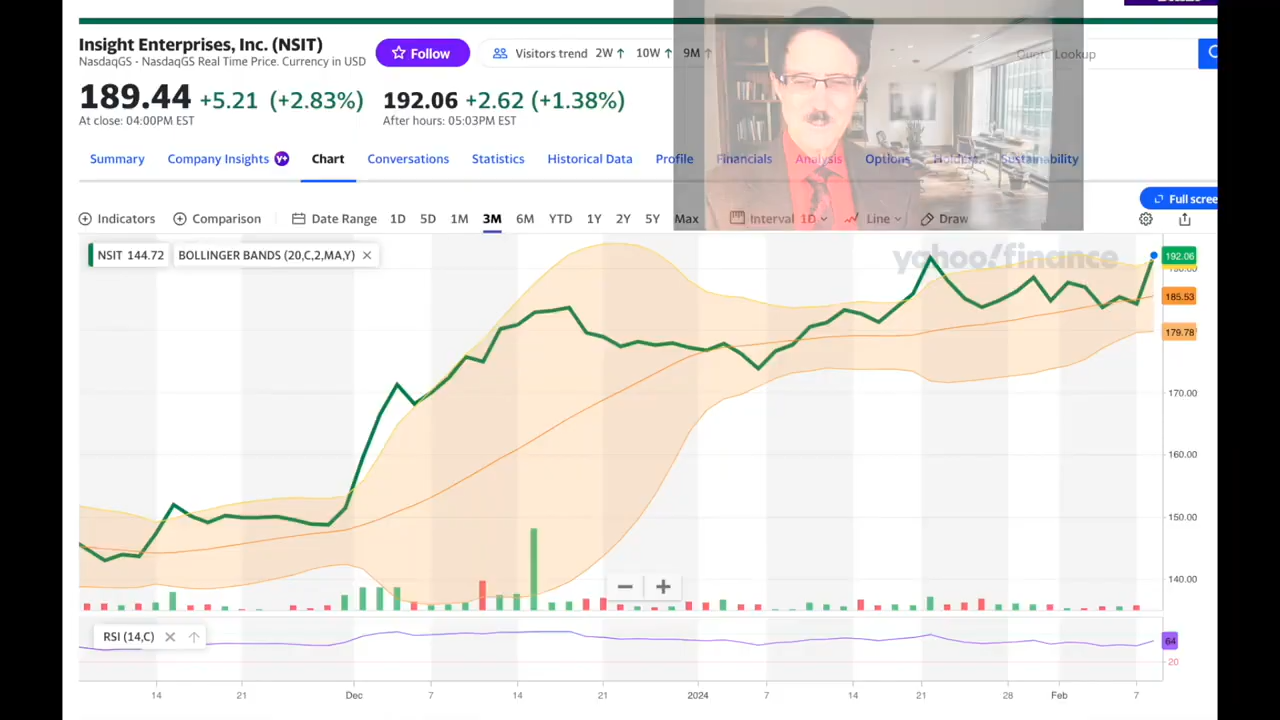 Insight Enterprises, Inc. (NSIT)
Follow
Visitors trend 2W↑ 10W↑ 9M↑
Quote Lookup
NasdaqGS - NasdaqGS Real Time Price. Currency in USD
189.44 +5.21 (+2.83%) 192.06 +2.62 (+1.38%)
At close: 04:00PM EST After hours: 05:03PM EST
Summary Company Insights Y+ Chart Conversations Statistics Historical Data Profile Financials Analysis Options Sustainability
Full scree
Indicators Comparison Date Range 1D 5D 1M 3M 6M YTD 1Y 2Y 5Y Max Interval 1D Line Draw
NSIT 144.72 BOLLINGER BANDS (20,C,2,MA,Y) ×
yahoo!finance
192.06
190.00
185.53
179.78
170.00
160.00
150.00
140.00
RSI (14,C) × ↑
64
20
14 21 Dec 7 14 21 2024 7 14 21 28 Feb 7